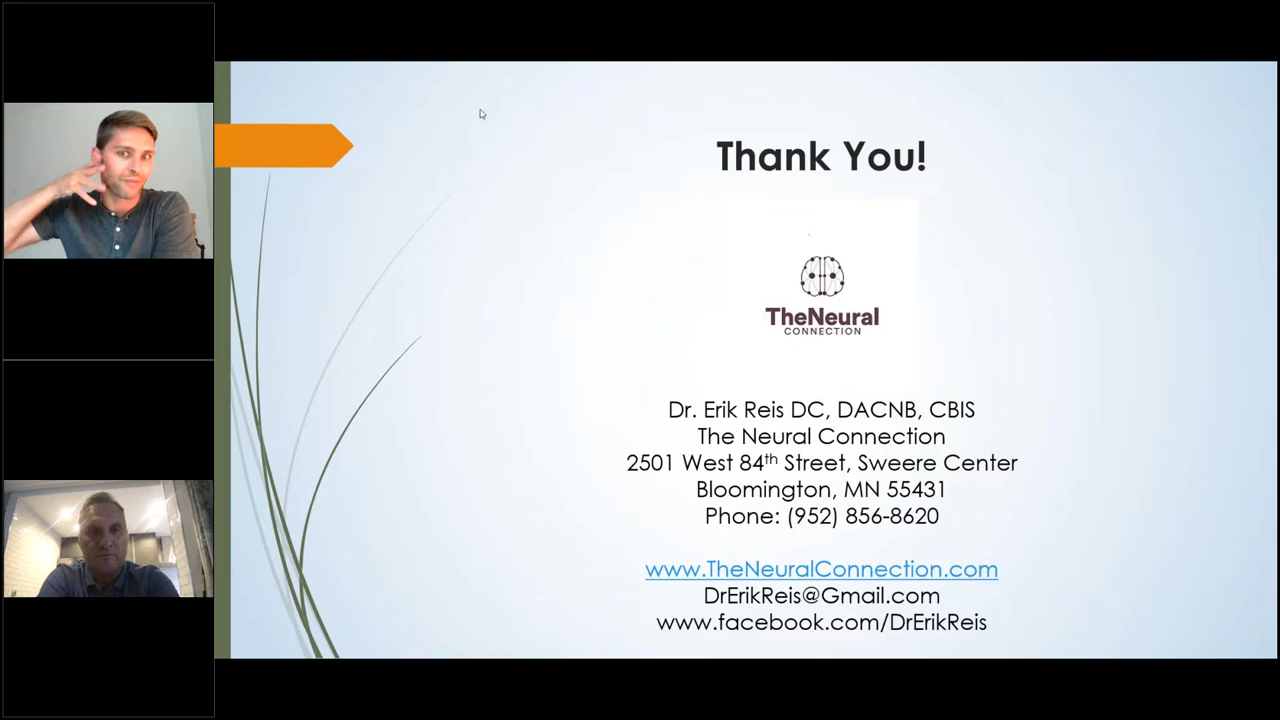 Thank You!
TheNeural
CONNECTION
Dr. Erik Reis DC, DACNB, CBIS
The Neural Connection
2501 West 84th Street, Sweere Center
Bloomington, MN 55431
Phone: (952) 856-8620
www.TheNeuralConnection.com
DrErikReis@Gmail.com
www.facebook.com/DrErikReis